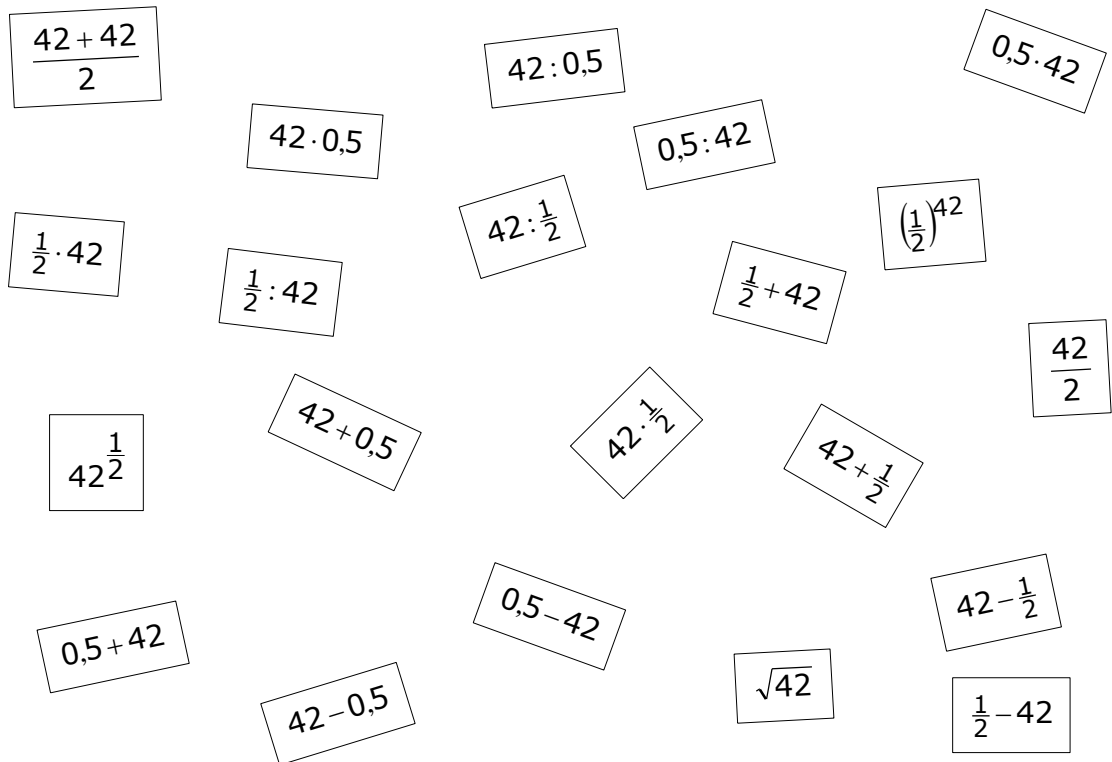 (42 + 42)/2
42 : 0,5
0,5 · 42
42 · 0,5
0,5 : 42
42 : 1/2
(1/2)^42
1/2 · 42
1/2 : 42
1/2 + 42
42/2
42^(1/2)
42 + 0,5
42 · 1/2
42 + 1/2
0,5 + 42
0,5 − 42
42 − 1/2
42 − 0,5
√42
1/2 − 42